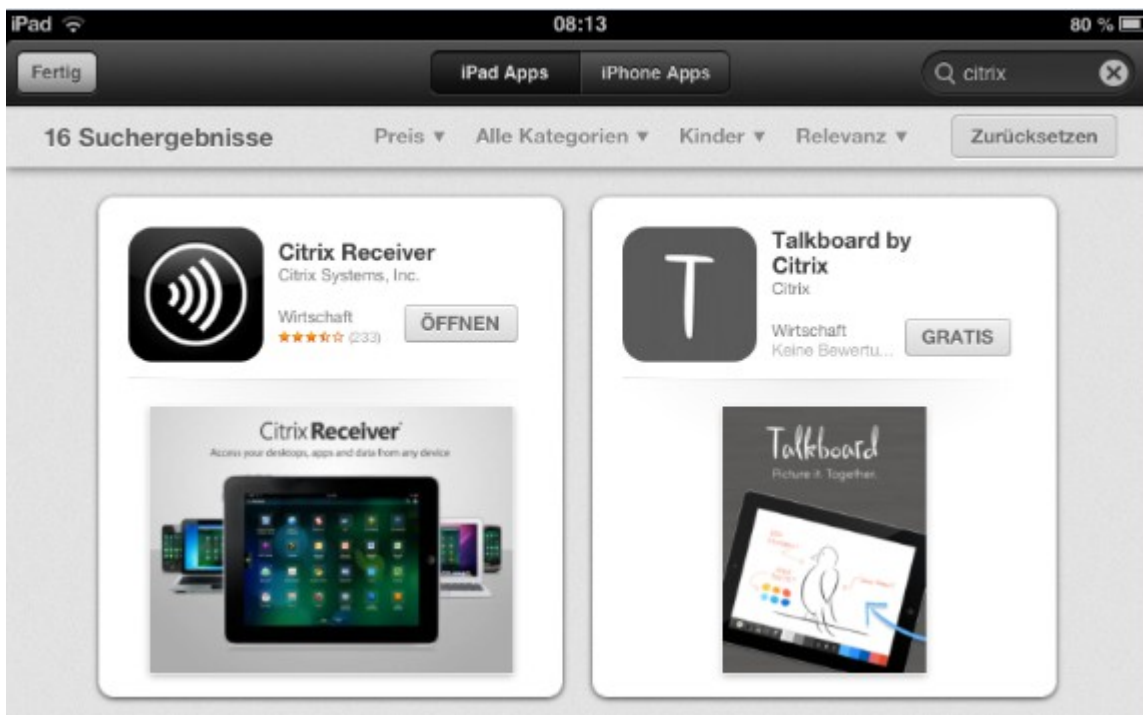 iPad 08:13 80 %
Fertig iPad Apps iPhone Apps citrix
16 Suchergebnisse Preis ▼ Alle Kategorien ▼ Kinder ▼ Relevanz ▼ Zurücksetzen
Citrix Receiver
Citrix Systems, Inc.
Wirtschaft
(233)
ÖFFNEN
Citrix Receiver
Access your desktops, apps and data from any device
T
Talkboard by
Citrix
Citrix
Wirtschaft
Keine Bewertu...
GRATIS
Talkboard
Picture it. Together.